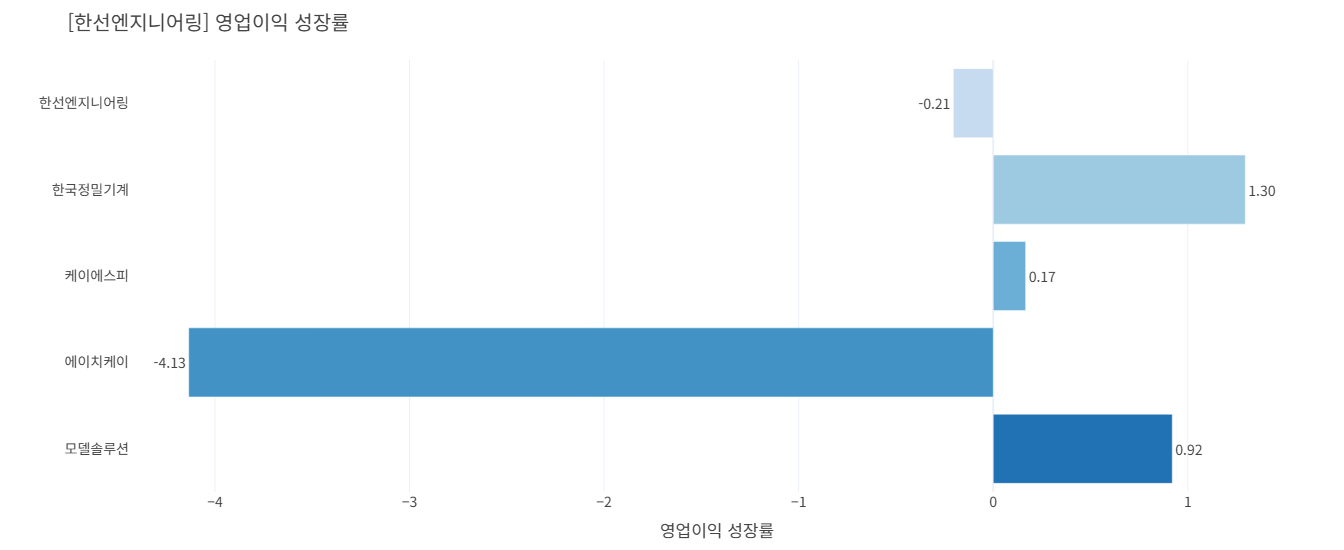 [한선엔지니어링] 영업이익 성장률
한선엔지니어링
-0.21
한국정밀기계
1.30
케이에스피
0.17
에이치케이
-4.13
모델솔루션
0.92
−4
−3
−2
−1
0
1
영업이익 성장률